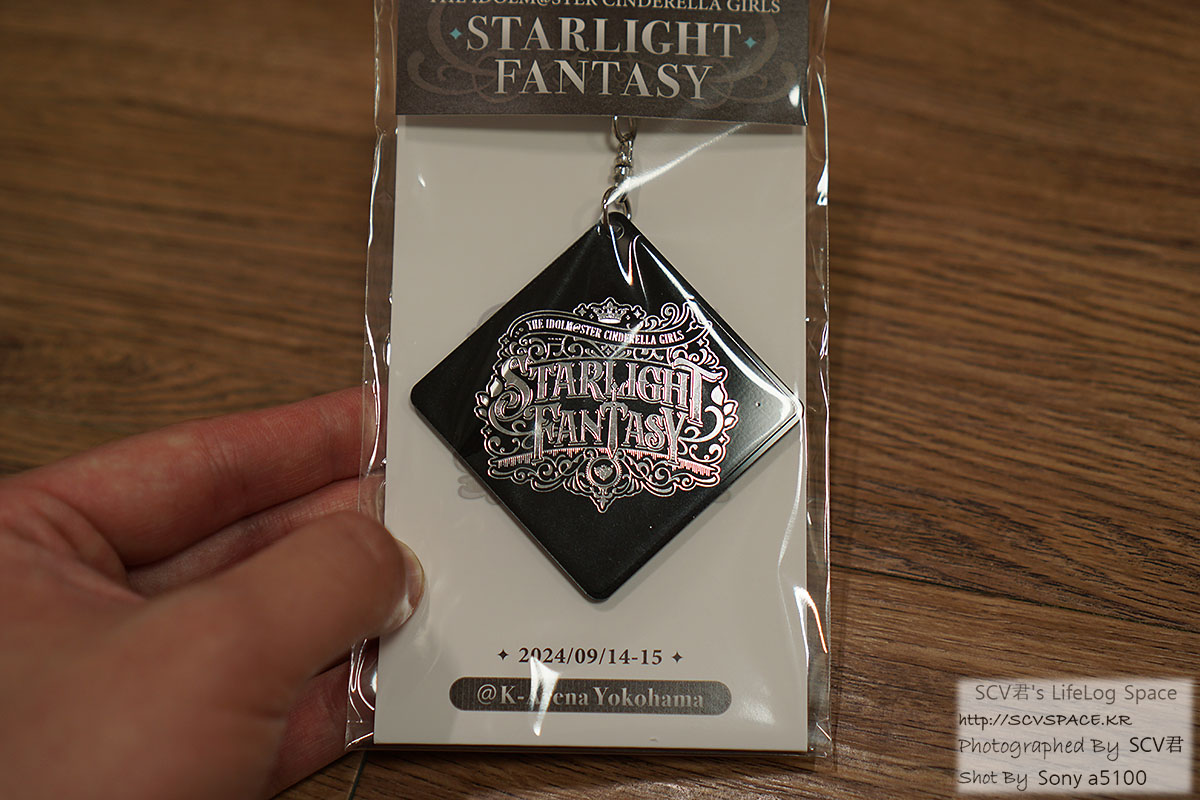 THE IDOLM@STER CINDERELLA GIRLS
STARLIGHT
FANTASY
THE IDOLM@STER CINDERELLA GIRLS
STARLIGHT
FANTASY
2024/09/14-15
@K-Arena Yokohama
SCV君's LifeLog Space
http://SCVSPACE.KR
Photographed By SCV君
Shot By Sony a5100